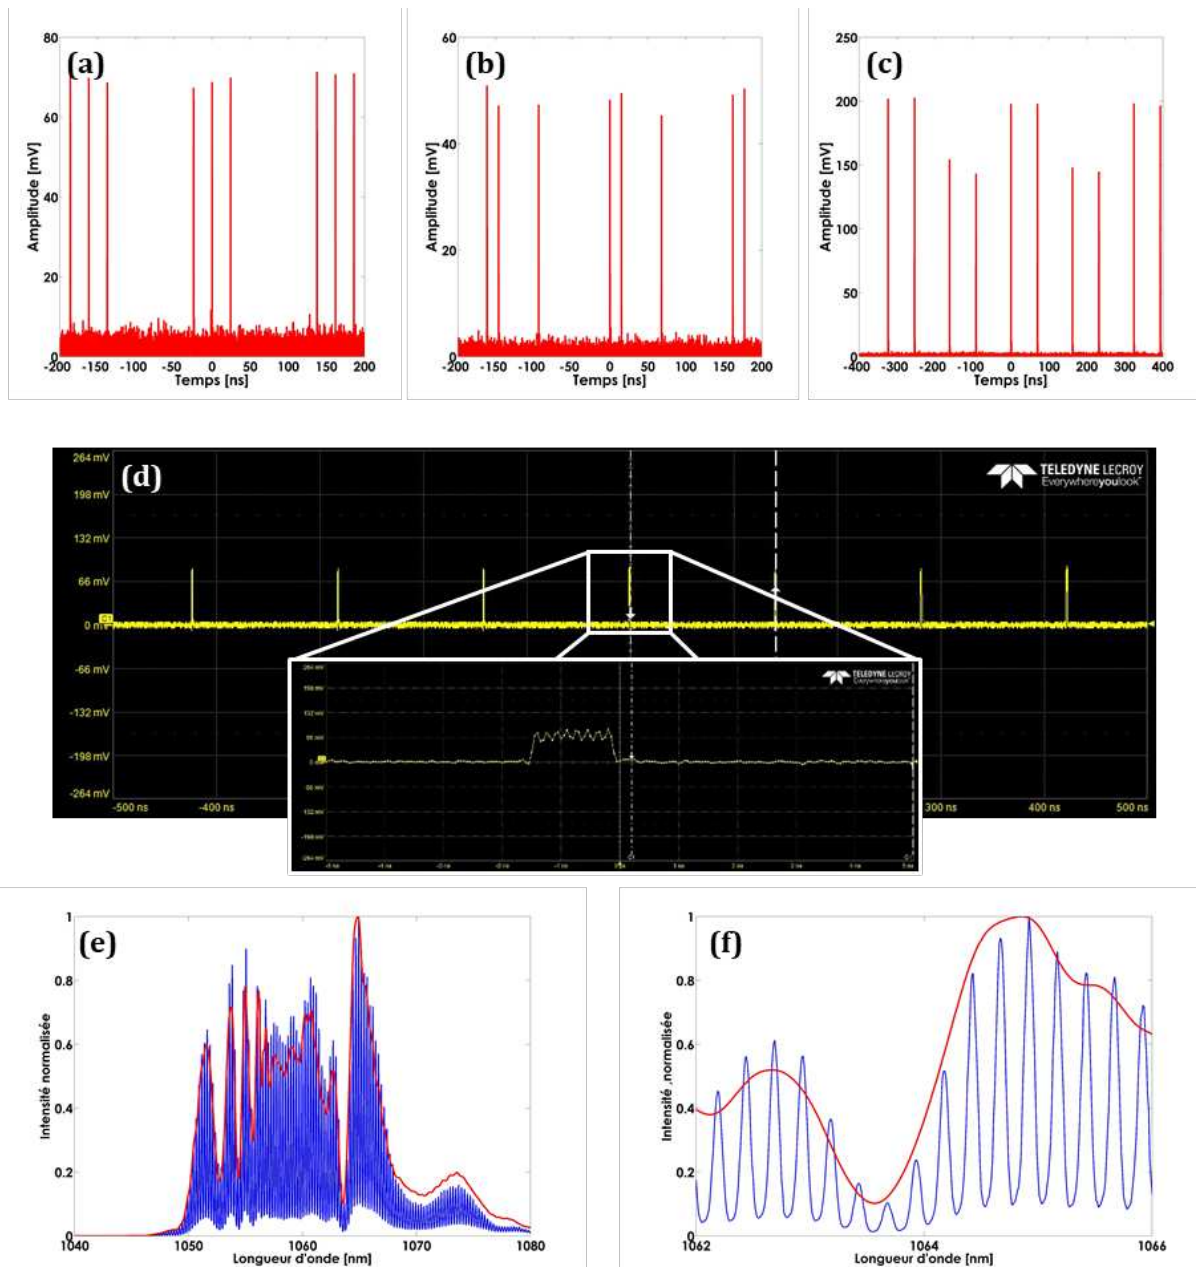 (a)
80
60
40
20
0
Amplitude [mV]
-200 -150 -100 -50 0 50 100 150 200
Temps [ns]
(b)
60
40
20
0
Amplitude [mV]
-200 -150 -100 -50 0 50 100 150 200
Temps [ns]
(c)
250
200
150
100
50
0
Amplitude [mV]
-400 -300 -200 -100 0 100 200 300 400
Temps [ns]
(d)
TELEDYNE LECROY
Everywhereyoulook
264 mV
198 mV
132 mV
66 mV
C1
0 m
-66 mV
-132 mV
-198 mV
-264 mV
-500 ns -400 ns 300 ns 400 ns 500 ns
TELEDYNE LECROY
Everywhereyoulook
(e)
1
0.8
0.6
0.4
0.2
0
Intensité normalisée
1040 1050 1060 1070 1080
Longueur d'onde [nm]
(f)
1
0.8
0.6
0.4
0.2
0
Intensité ,normalisée
1062 1064 1066
Longueur d'onde [nm]